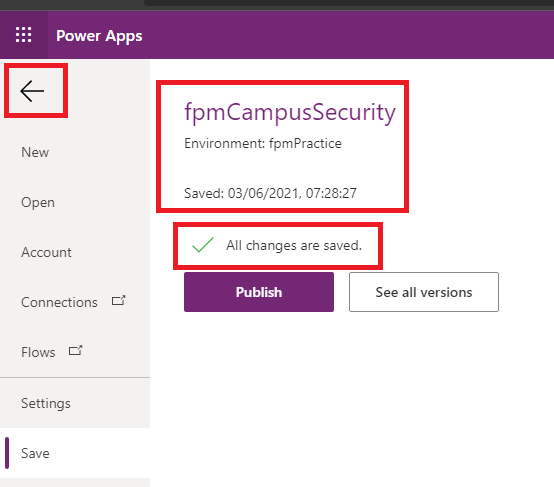 Power Apps
New
Open
Account
Connections
Flows
Settings
Save
fpmCampusSecurity
Environment: fpmPractice
Saved: 03/06/2021, 07:28:27
All changes are saved.
Publish
See all versions